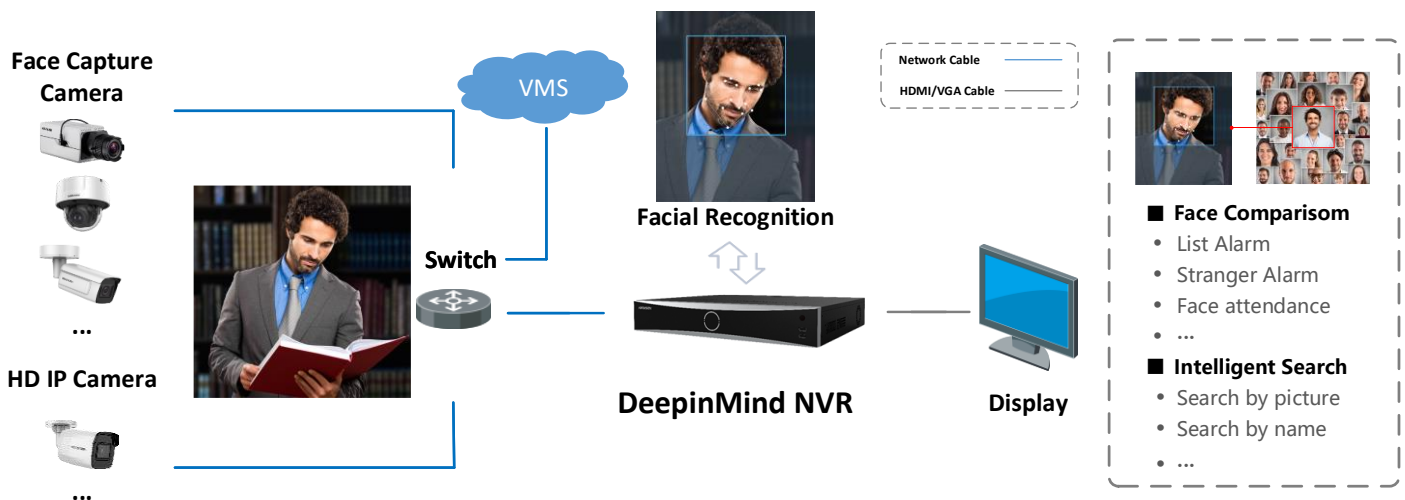 Face Capture
Camera
...
HD IP Camera
...
VMS
Switch
Facial Recognition
DeepinMind NVR
Network Cable
HDMI/VGA Cable
Display
■ Face Comparisom
• List Alarm
• Stranger Alarm
• Face attendance
• ...
■ Intelligent Search
• Search by picture
• Search by name
• ...